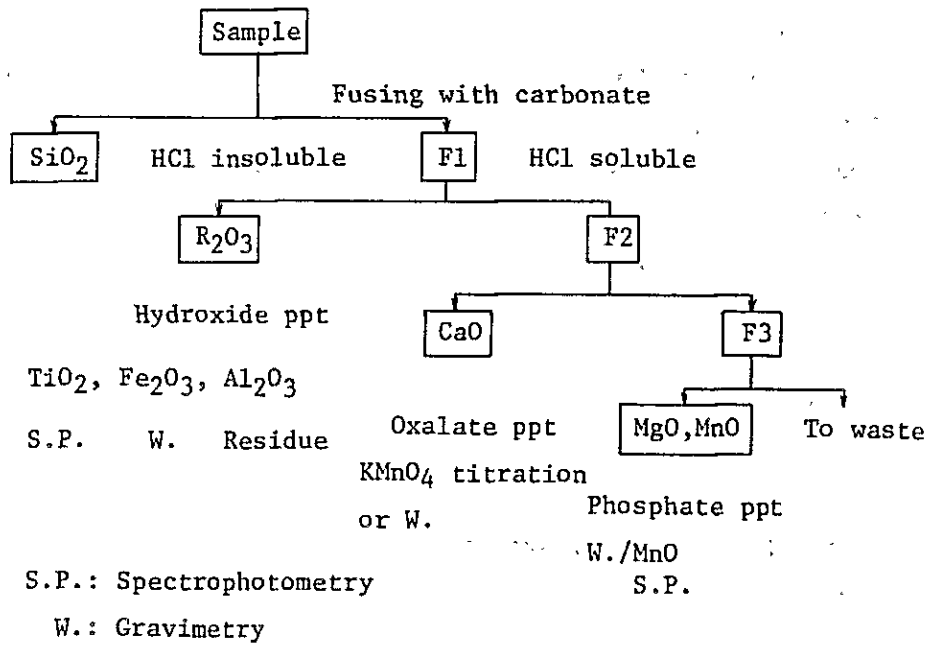 Sample
Fusing with carbonate
SiO₂ HCl insoluble F1 HCl soluble
R₂O₃ F2
Hydroxide ppt CaO F3
TiO₂, Fe₂O₃, Al₂O₃
S.P. W. Residue Oxalate ppt MgO,MnO To waste
KMnO₄ titration
or W. Phosphate ppt
W./MnO
S.P.: Spectrophotometry S.P.
W.: Gravimetry